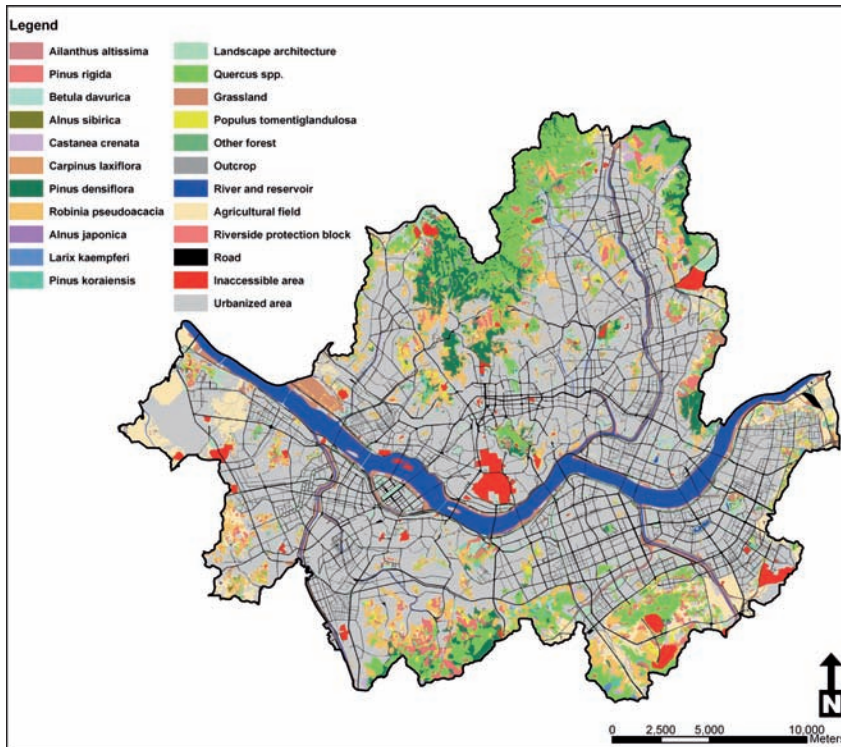 Legend
Ailanthus altissima
Pinus rigida
Betula davurica
Alnus sibirica
Castanea crenata
Carpinus laxiflora
Pinus densiflora
Robinia pseudoacacia
Alnus japonica
Larix kaempferi
Pinus koraiensis
Landscape architecture
Quercus spp.
Grassland
Populus tomentiglandulosa
Other forest
Outcrop
River and reservoir
Agricultural field
Riverside protection block
Road
Inaccessible area
Urbanized area
N
0 2,500 5,000 10,000
Meters